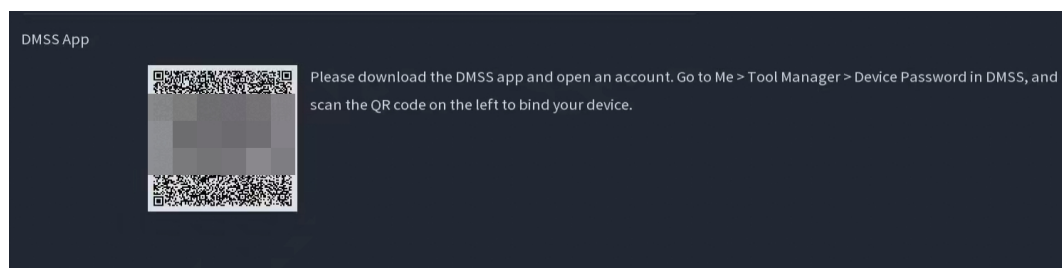 DMSS App
Please download the DMSS app and open an account. Go to Me > Tool Manager > Device Password in DMSS, and
scan the QR code on the left to bind your device.